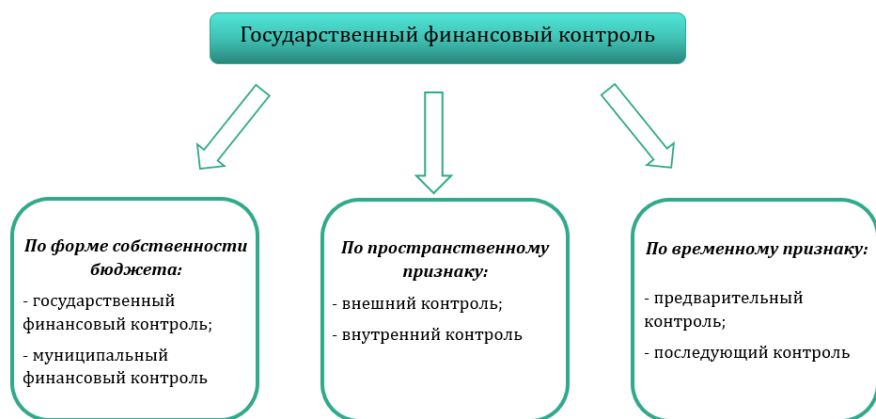 Государственный финансовый контроль
По форме собственности
бюджета:
- государственный
финансовый контроль;
- муниципальный
финансовый контроль
По пространственному
признаку:
- внешний контроль;
- внутренний контроль
По временному признаку:
- предварительный
контроль;
- последующий контроль